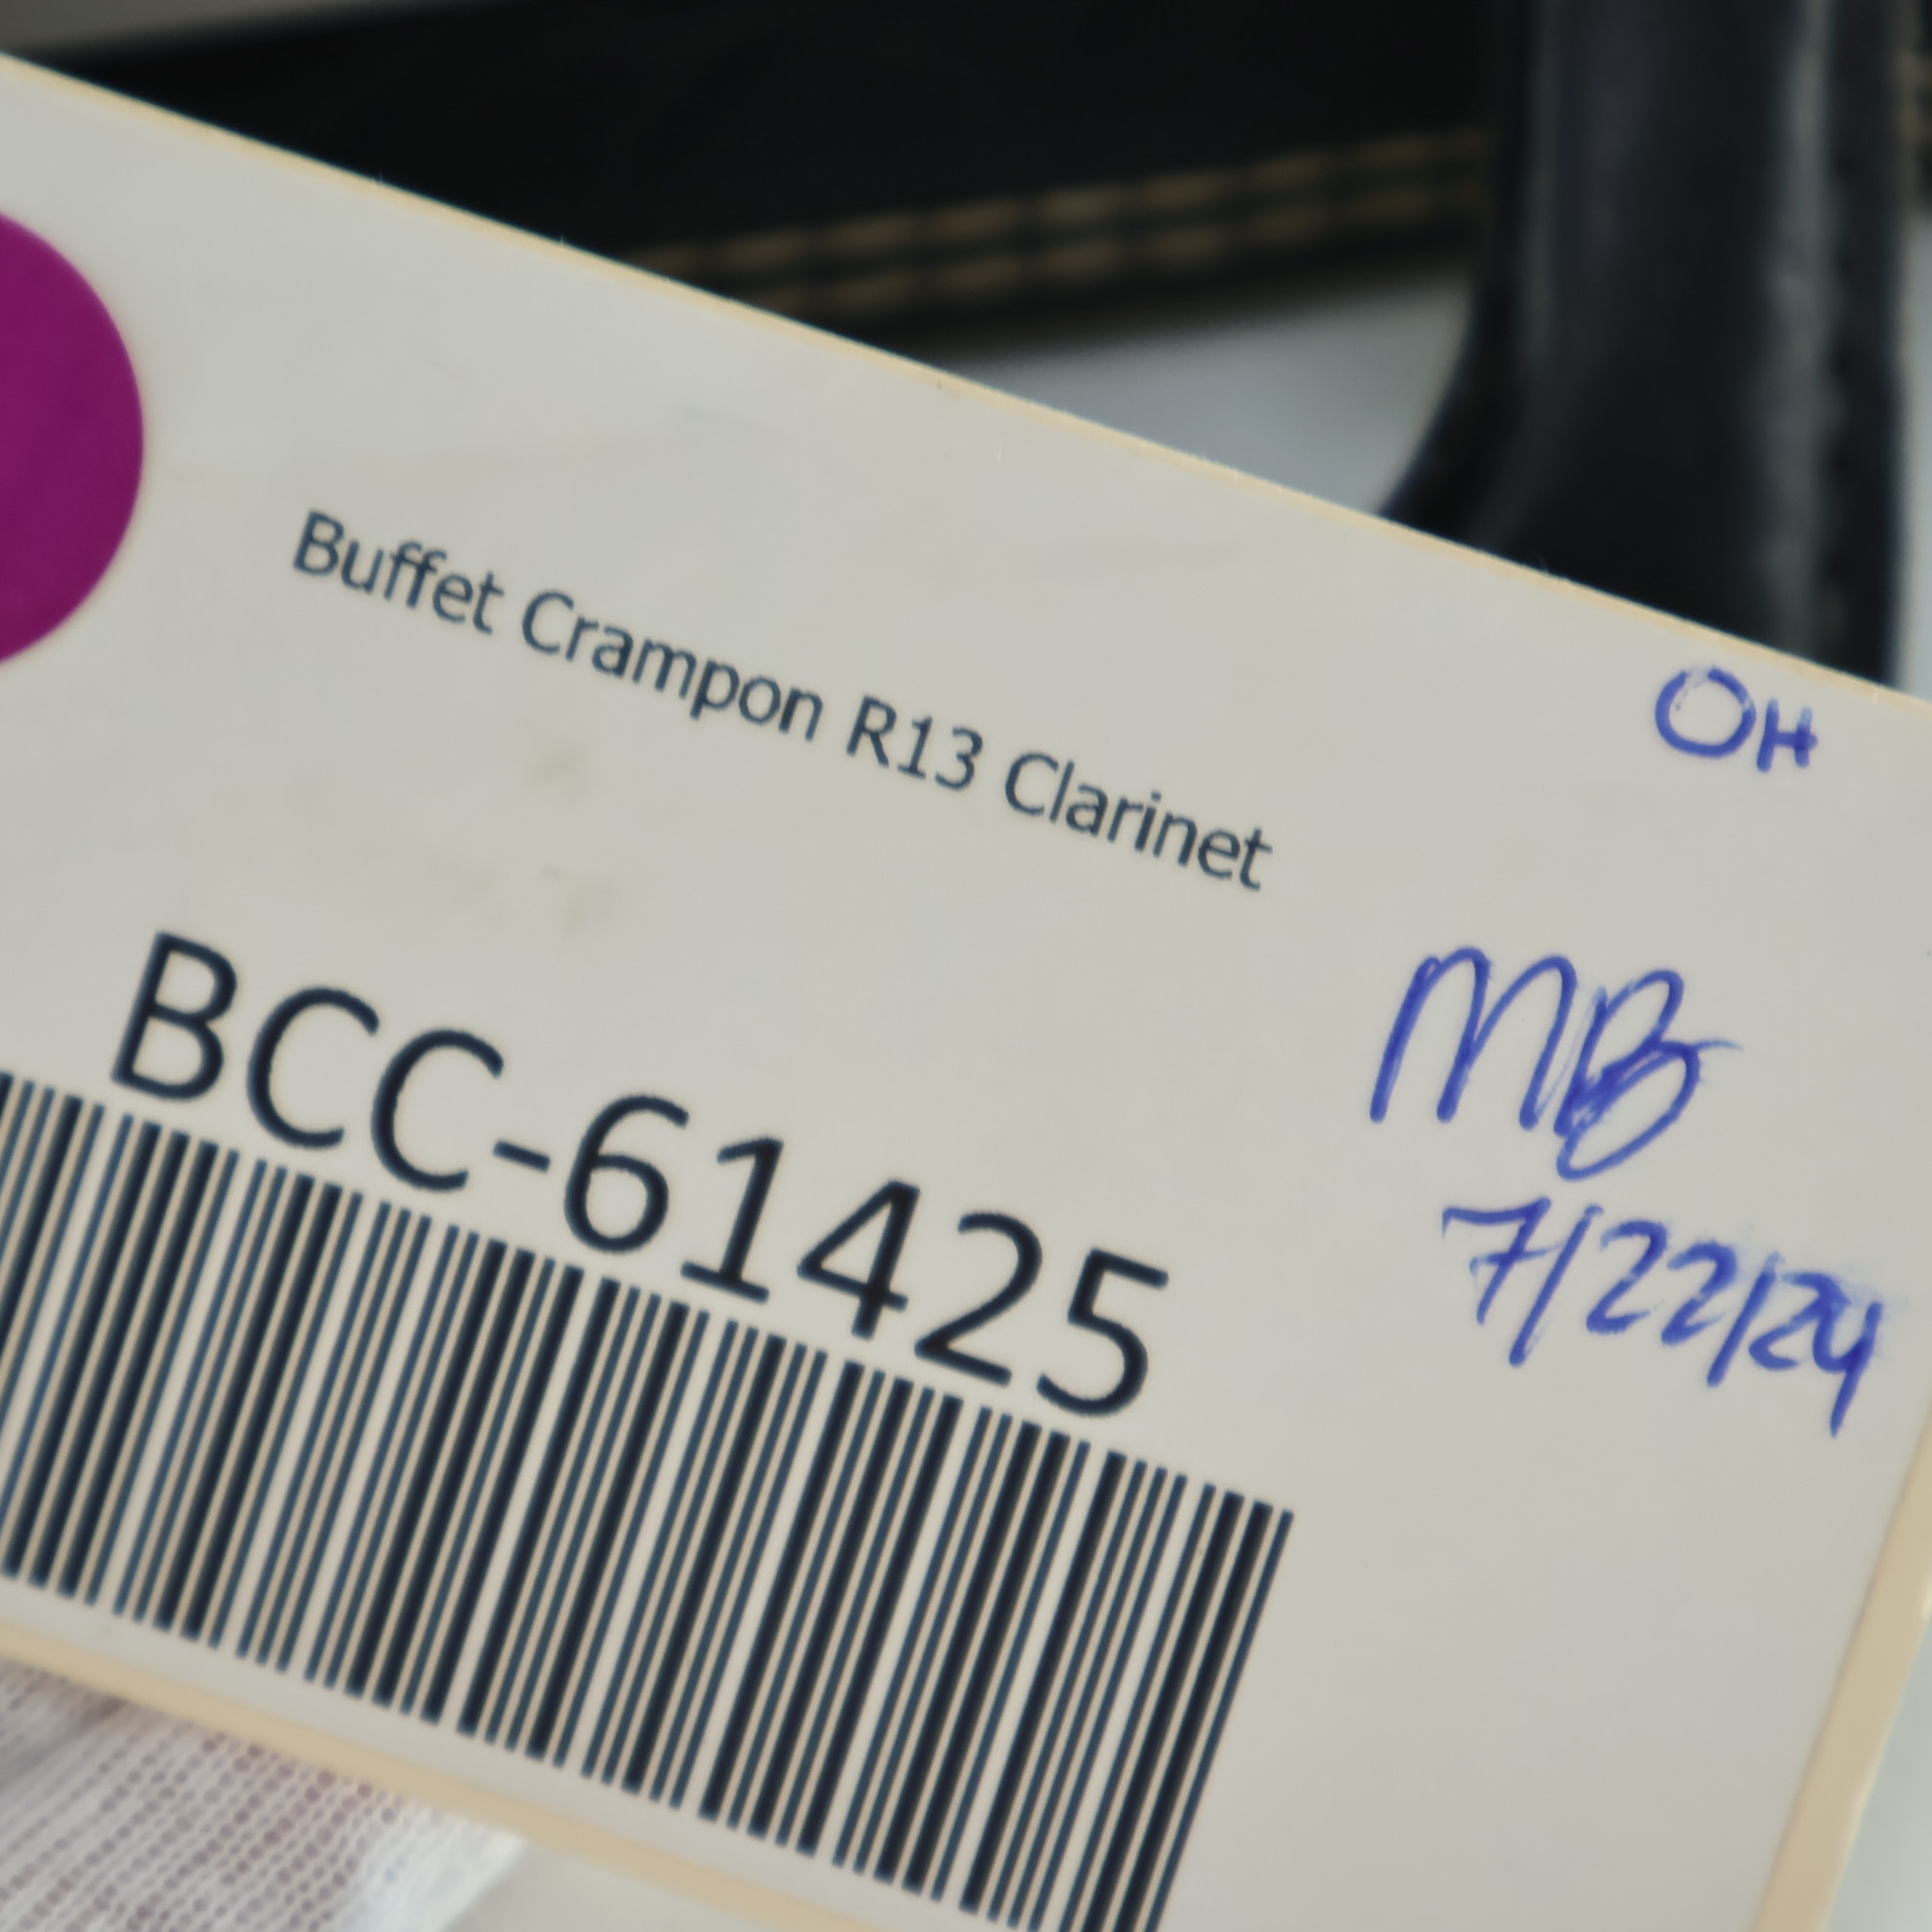 Buffet Crampon R13 Clarinet
OH
MB
7/22/24
BCC-61425